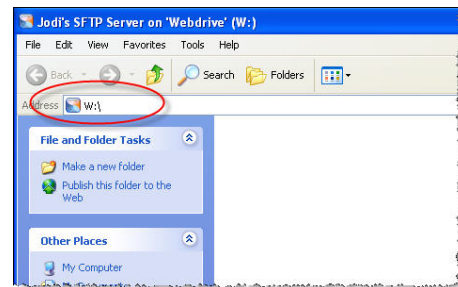 Jodi's SFTP Server on 'Webdrive' (W:)
File Edit View Favorites Tools Help
Back Search Folders
Address W:\
File and Folder Tasks
Make a new folder
Publish this folder to the
Web
Other Places
My Computer